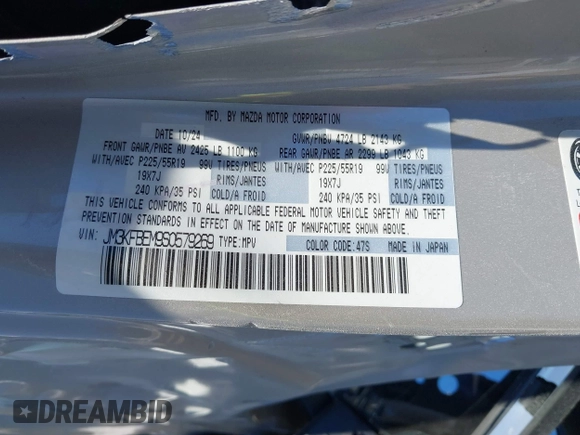 MFD. BY MAZDA MOTOR CORPORATION
DATE 10/24 GVWR/PNBV 4724 LB 2143 KG
FRONT GAWR/PNBE AV 2425 LB 1100 KG REAR GAWR/PNBE AR 2299 LB 1043 KG
WITH/AVEC P225/55R19 99V TIRES/PNEUS WITH/AVEC P225/55R19 99V TIRES/PNEUS
19X7J RIMS/JANTES 19X7J RIMS/JANTES
240 KPA/35 PSI COLD/A FROID 240 KPA/35 PSI COLD/A FROID
THIS VEHICLE CONFORMS TO ALL APPLICABLE FEDERAL MOTOR VEHICLE SAFETY AND THEFT
PREVENTION STANDARDS IN EFFECT ON THE DATE OF MANUFACTURE SHOWN ABOVE.
VIN: JM3KFBEM9S0579269 TYPE:MPV COLOR CODE:47S MADE IN JAPAN
DREAMBID